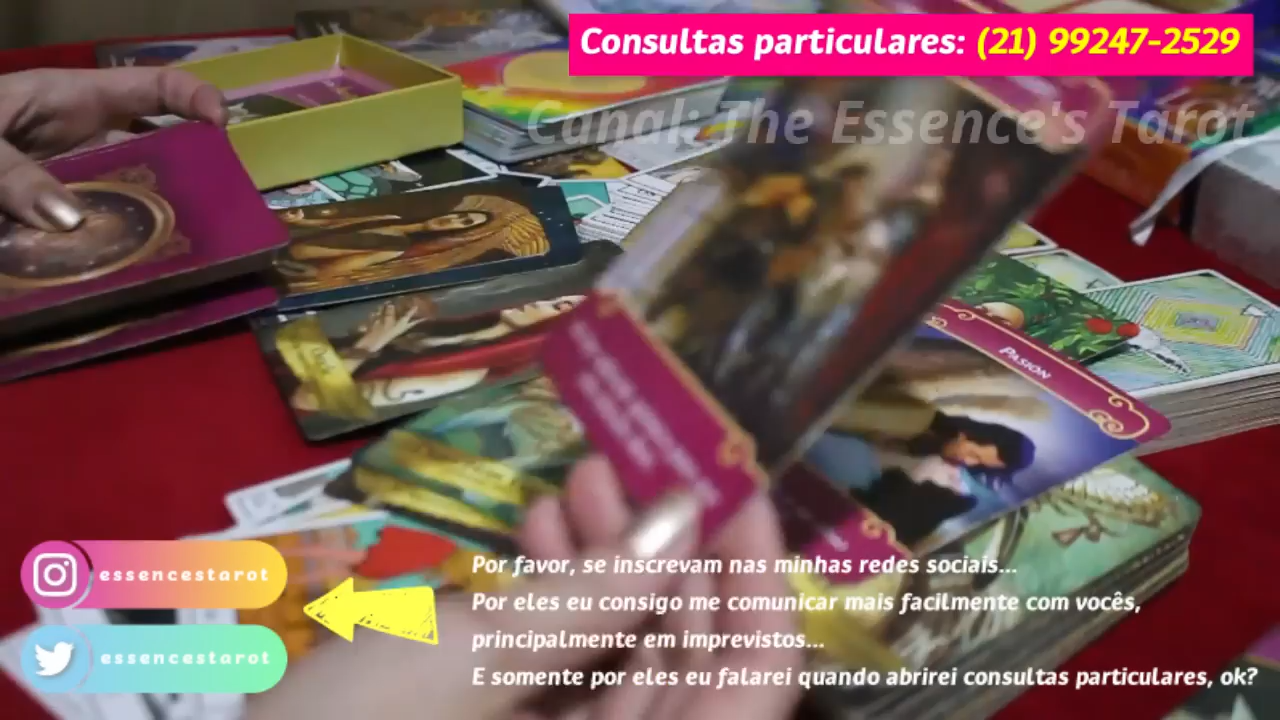 Consultas particulares: (21) 99247-2529
Canal: The Essence's Tarot
PASION
essencestarot
essencestarot
Por favor, se inscrevam nas minhas redes sociais...
Por eles eu consigo me comunicar mais facilmente com vocês,
principalmente em imprevistos...
E somente por eles eu falarei quando abrirei consultas particulares, ok?